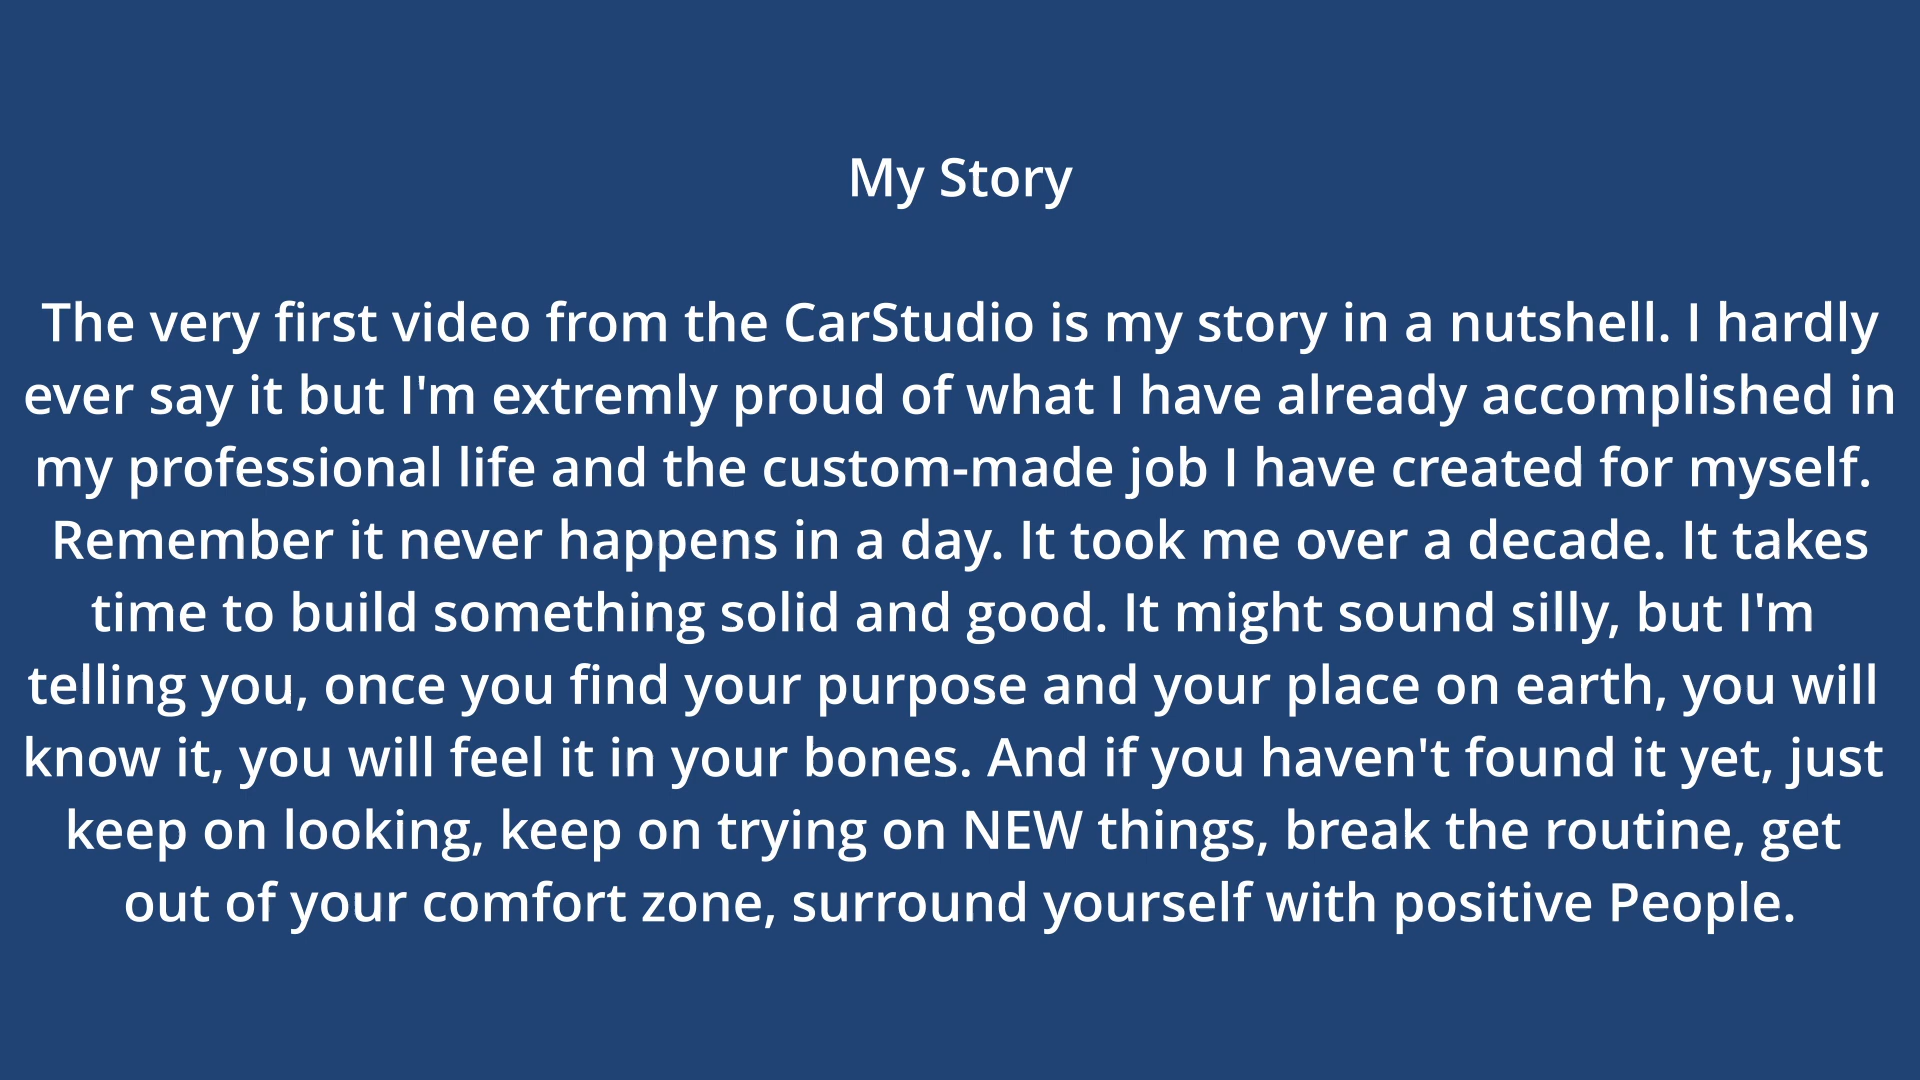 My Story
The very first video from the CarStudio is my story in a nutshell. I hardly
ever say it but I'm extremly proud of what I have already accomplished in
my professional life and the custom-made job I have created for myself.
Remember it never happens in a day. It took me over a decade. It takes
time to build something solid and good. It might sound silly, but I'm
telling you, once you find your purpose and your place on earth, you will
know it, you will feel it in your bones. And if you haven't found it yet, just
keep on looking, keep on trying on NEW things, break the routine, get
out of your comfort zone, surround yourself with positive People.